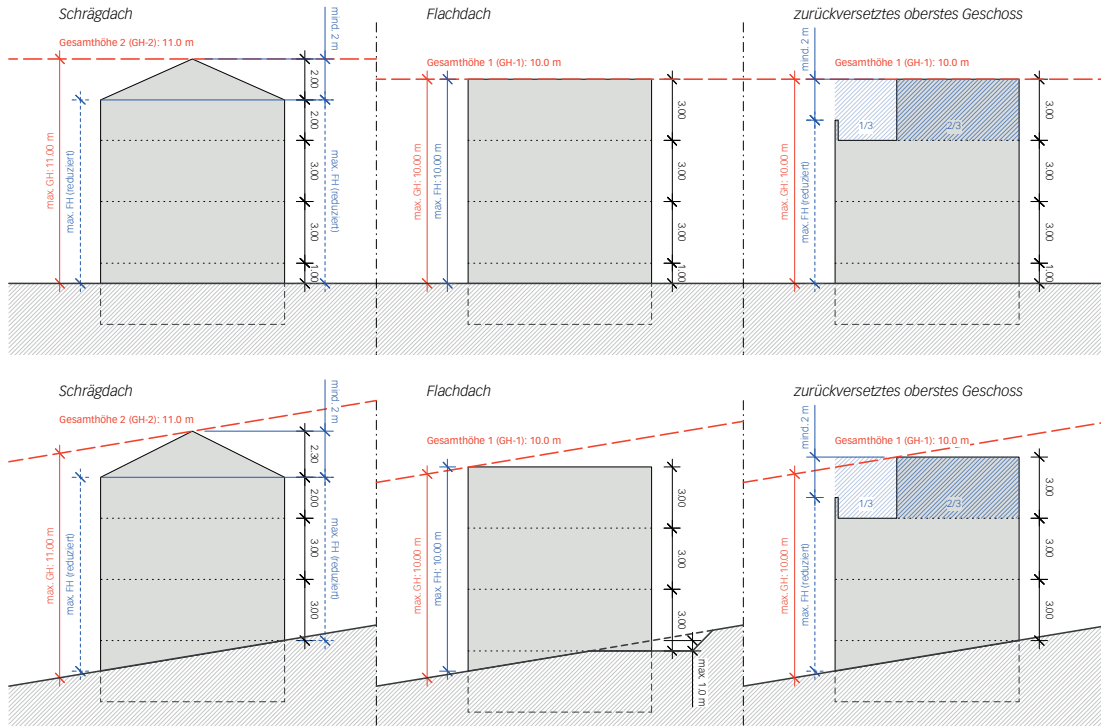 Schrägdach
Gesamthöhe 2 (GH-2): 11.0 m
mind. 2 m
max. GH: 11.00 m
max. FH (reduziert)
2.00
2.00
3.00
3.00
1.00
max. FH (reduziert)
Flachdach
Gesamthöhe 1 (GH-1): 10.0 m
max. GH: 10.00 m
max. FH: 10.00 m
3.00
3.00
3.00
1.00
zurückversetztes oberstes Geschoss
mind. 2 m
Gesamthöhe 1 (GH-1): 10.0 m
1/3
2/3
max. GH: 10.00 m
max. FH (reduziert)
3.00
3.00
3.00
1.00
Schrägdach
Gesamthöhe 2 (GH-2): 11.0 m
mind. 2 m
max. GH: 11.00 m
max. FH (reduziert)
2.30
2.00
3.00
3.00
max. FH (reduziert)
Flachdach
Gesamthöhe 1 (GH-1): 10.0 m
max. GH: 10.00 m
max. FH: 10.00 m
3.00
3.00
3.00
max. 1.0 m
zurückversetztes oberstes Geschoss
mind. 2 m
Gesamthöhe 1 (GH-1): 10.0 m
1/3
2/3
max. GH: 10.00 m
max. FH (reduziert)
3.00
3.00
3.00